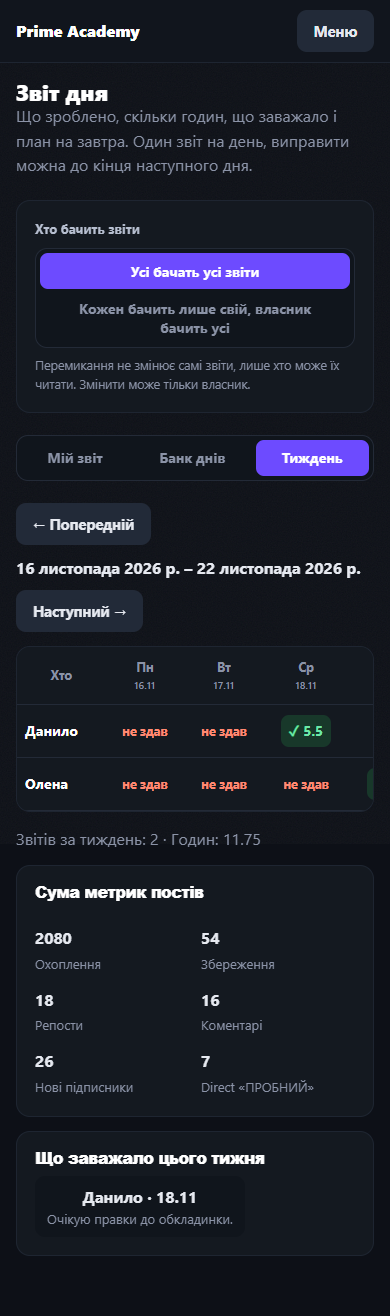 Prime Academy
Меню
Звіт дня
Що зроблено, скільки годин, що заважало і
план на завтра. Один звіт на день, виправити
можна до кінця наступного дня.
Хто бачить звіти
Усі бачать усі звіти
Кожен бачить лише свій, власник
бачить усі
Перемикання не змінює самі звіти, лише хто може їх
читати. Змінити може тільки власник.
Мій звіт Банк днів Тиждень
← Попередній
16 листопада 2026 р. – 22 листопада 2026 р.
Наступний →
Хто Пн Вт Ср
16.11 17.11 18.11
Данило не здав не здав ✓ 5.5
Олена не здав не здав не здав
Звітів за тиждень: 2 · Годин: 11.75
Сума метрик постів
2080 54
Охоплення Збереження
18 16
Репости Коментарі
26 7
Нові підписники Direct «ПРОБНИЙ»
Що заважало цього тижня
Данило · 18.11
Очікую правки до обкладинки.